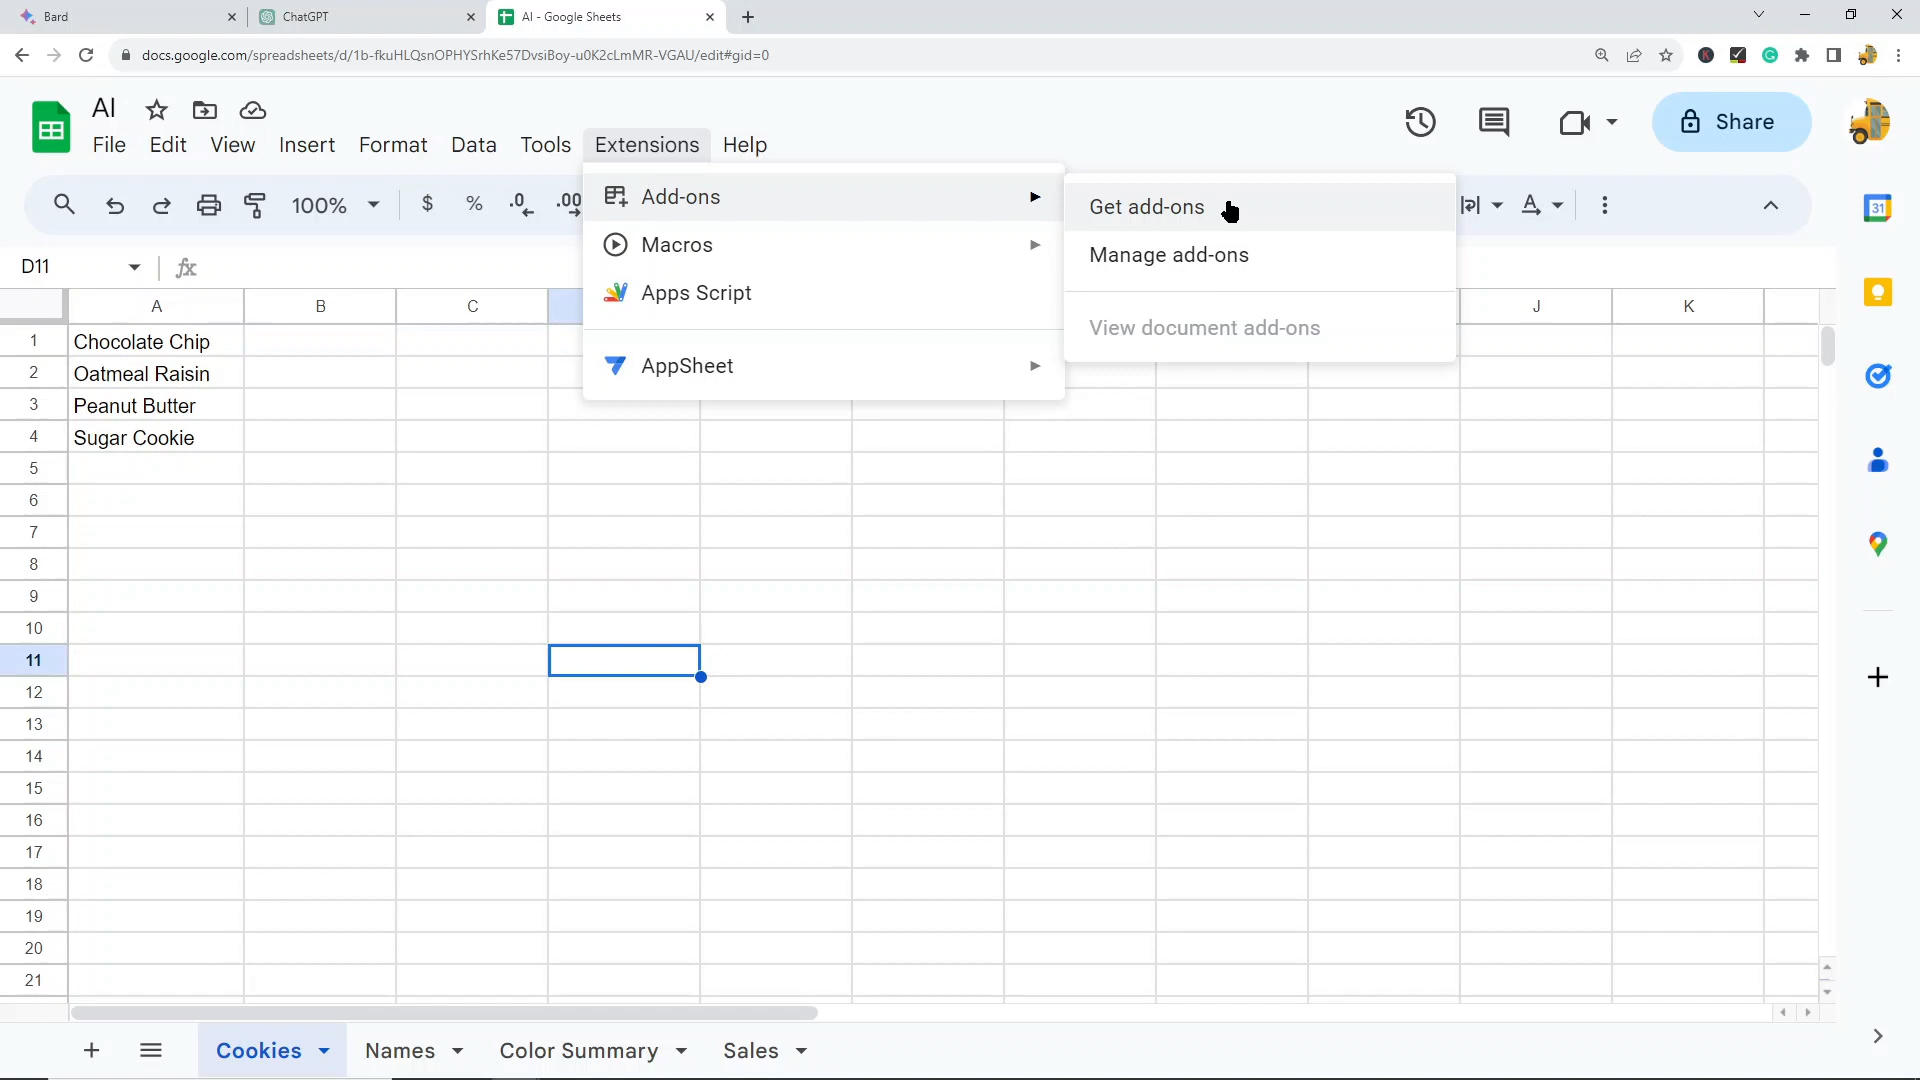 Bard
ChatGPT
AI - Google Sheets
docs.google.com/spreadsheets/d/1b-fkuHLQsnOPHYSrhKe57DvsiBoy-u0K2cLmMR-VGAU/edit#gid=0
AI
File Edit View Insert Format Data Tools Extensions Help
Share
100% $ % .0 .00
Add-ons
Macros
Apps Script
AppSheet
Get add-ons
Manage add-ons
View document add-ons
31
D11 fx
A B C J K
1 Chocolate Chip
2 Oatmeal Raisin
3 Peanut Butter
4 Sugar Cookie
5
6
7
8
9
10
11
12
13
14
15
16
17
18
19
20
21
Cookies Names Color Summary Sales